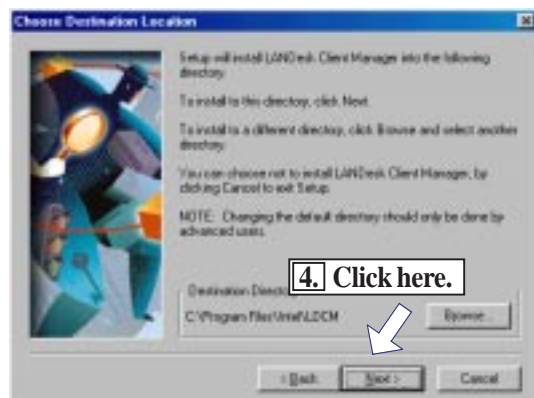 Choose Destination Location
Setup will install LANDesk Client Manager into the following
directory.
To install to this directory, click Next.
To install to a different directory, click Browse and select another
directory.
You can choose not to install LANDesk Client Manager, by
clicking Cancel to exit Setup.
NOTE: Changing the default directory should only be done by
advanced users.
4. Click here.
Destination Directory
C:\Program Files\Intel\LDCM
Browse...
< Back
Next >
Cancel